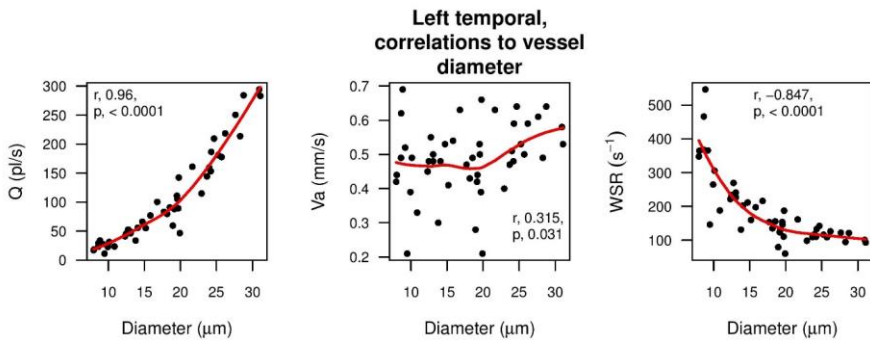 Left temporal,
correlations to vessel
diameter
Q (pl/s)
300
250
200
150
100
50
0
r, 0.96,
p, < 0.0001
10 15 20 25 30
Diameter (μm)
Va (mm/s)
0.7
0.6
0.5
0.4
0.3
0.2
r, 0.315,
p, 0.031
10 15 20 25 30
Diameter (μm)
WSR (s⁻¹)
500
400
300
200
100
r, −0.847,
p, < 0.0001
10 15 20 25 30
Diameter (μm)